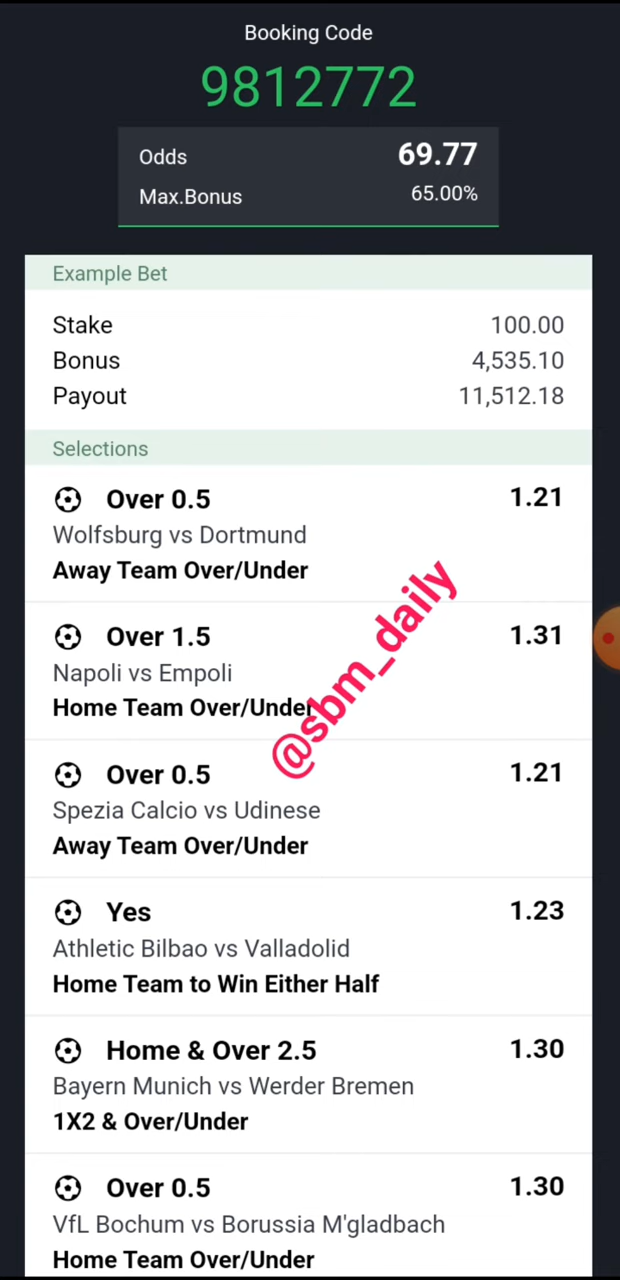 Booking Code
9812772
Odds 69.77
Max.Bonus 65.00%
Example Bet
Stake 100.00
Bonus 4,535.10
Payout 11,512.18
Selections
Over 0.5 1.21
Wolfsburg vs Dortmund
Away Team Over/Under
Over 1.5 1.31
Napoli vs Empoli
Home Team Over/Under
@sbm_daily
Over 0.5 1.21
Spezia Calcio vs Udinese
Away Team Over/Under
Yes 1.23
Athletic Bilbao vs Valladolid
Home Team to Win Either Half
Home & Over 2.5 1.30
Bayern Munich vs Werder Bremen
1X2 & Over/Under
Over 0.5 1.30
VfL Bochum vs Borussia M'gladbach
Home Team Over/Under